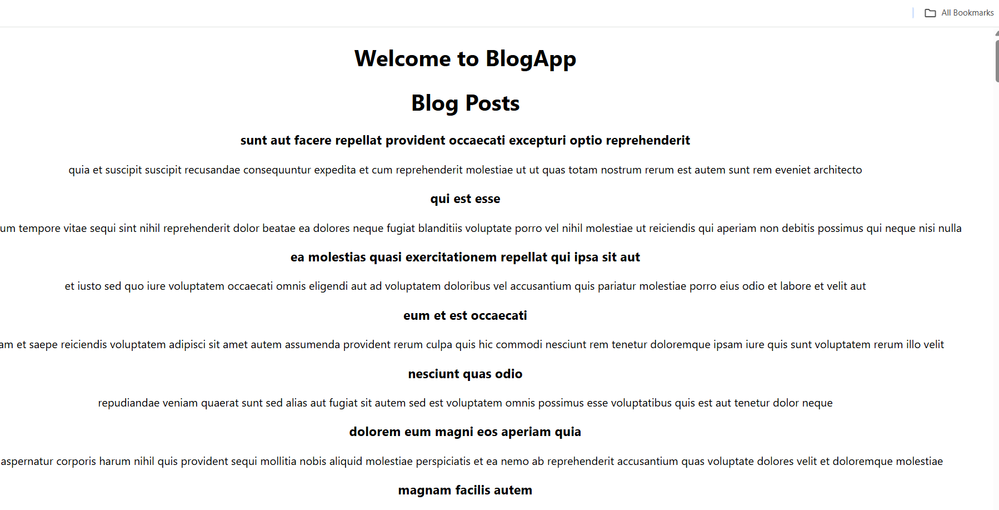 All Bookmarks
Welcome to BlogApp
Blog Posts
sunt aut facere repellat provident occaecati excepturi optio reprehenderit
quia et suscipit suscipit recusandae consequuntur expedita et cum reprehenderit molestiae ut ut quas totam nostrum rerum est autem sunt rem eveniet architecto
qui est esse
um tempore vitae sequi sint nihil reprehenderit dolor beatae ea dolores neque fugiat blanditiis voluptate porro vel nihil molestiae ut reiciendis qui aperiam non debitis possimus qui neque nisi nulla
ea molestias quasi exercitationem repellat qui ipsa sit aut
et iusto sed quo iure voluptatem occaecati omnis eligendi aut ad voluptatem doloribus vel accusantium quis pariatur molestiae porro eius odio et labore et velit aut
eum et est occaecati
am et saepe reiciendis voluptatem adipisci sit amet autem assumenda provident rerum culpa quis hic commodi nesciunt rem tenetur doloremque ipsam iure quis sunt voluptatem rerum illo velit
nesciunt quas odio
repudiandae veniam quaerat sunt sed alias aut fugiat sit autem sed est voluptatem omnis possimus esse voluptatibus quis est aut tenetur dolor neque
dolorem eum magni eos aperiam quia
aspernatur corporis harum nihil quis provident sequi mollitia nobis aliquid molestiae perspiciatis et ea nemo ab reprehenderit accusantium quas voluptate dolores velit et doloremque molestiae
magnam facilis autem